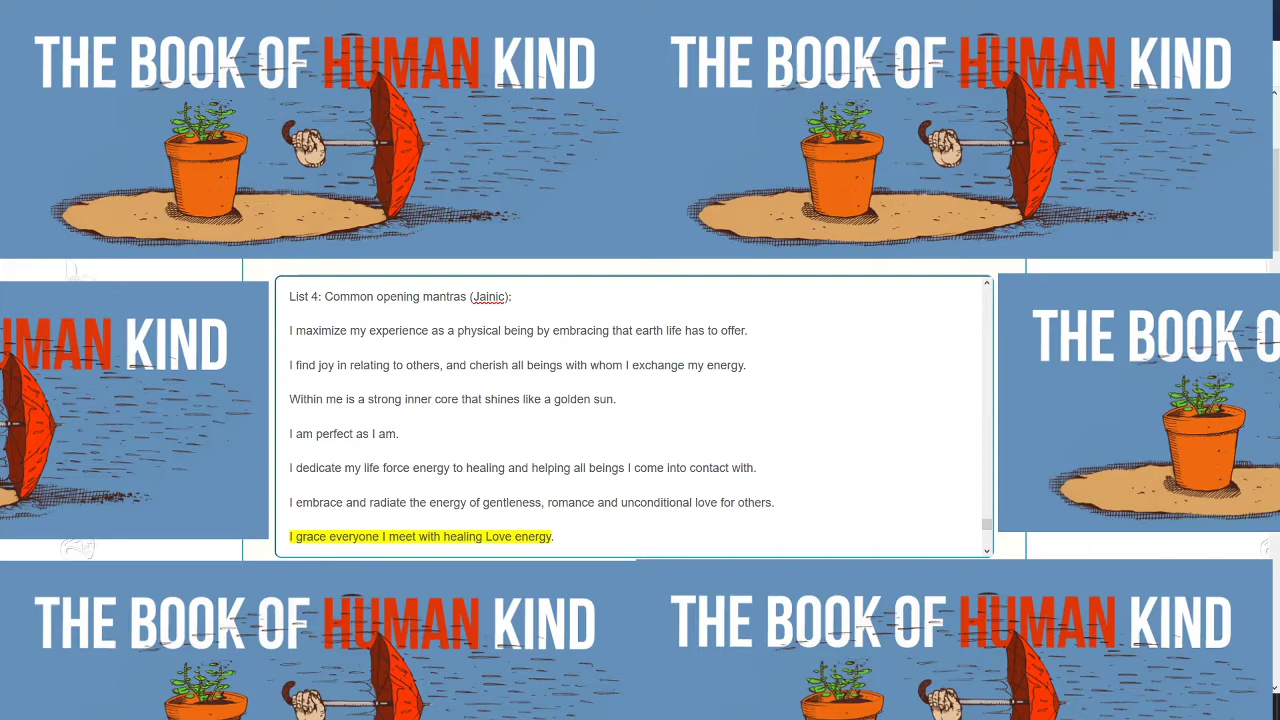 THE BOOK OF HUMAN KIND
THE BOOK OF HUMAN KIND
List 4: Common opening mantras (Jainic):
I maximize my experience as a physical being by embracing that earth life has to offer.
I find joy in relating to others, and cherish all beings with whom I exchange my energy.
Within me is a strong inner core that shines like a golden sun.
I am perfect as I am.
I dedicate my life force energy to healing and helping all beings I come into contact with.
I embrace and radiate the energy of gentleness, romance and unconditional love for others.
I grace everyone I meet with healing Love energy.
UMAN KIND
THE BOOK O
THE BOOK OF HUMAN KIND
THE BOOK OF HUMAN KIND